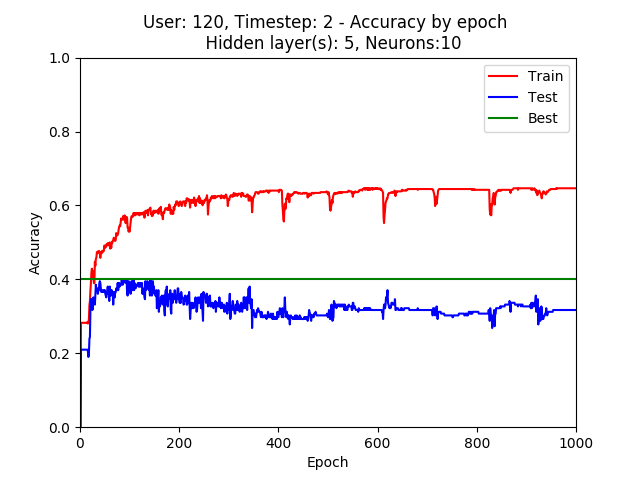 User: 120, Timestep: 2 - Accuracy by epoch
Hidden layer(s): 5, Neurons:10
1.0
0.8
0.6
0.4
0.2
0.0
Accuracy
Train
Test
Best
0 200 400 600 800 1000
Epoch